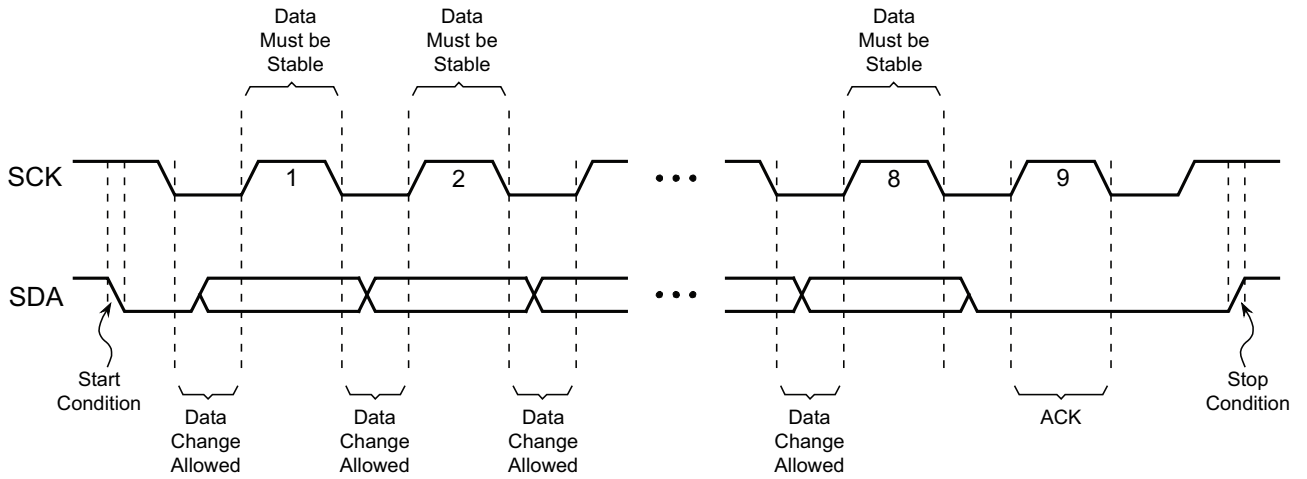 Data
Must be
Stable
Data
Must be
Stable
Data
Must be
Stable
SCK
1
2
8
9
SDA
Start
Condition
Stop
Condition
Data
Change
Allowed
Data
Change
Allowed
Data
Change
Allowed
Data
Change
Allowed
ACK